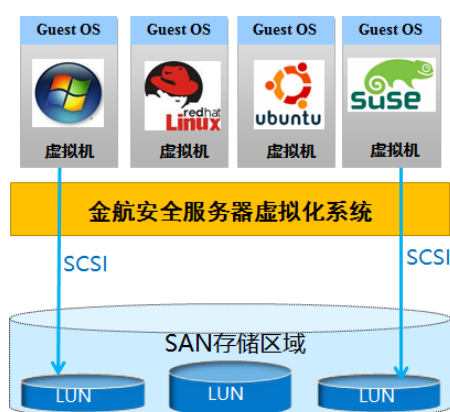 Guest OS
Guest OS
Guest OS
Guest OS
redhat
Linux
ubuntu
suse
虚拟机
虚拟机
虚拟机
虚拟机
金航安全服务器虚拟化系统
SCSI
SCSI
SAN存储区域
LUN
LUN
LUN